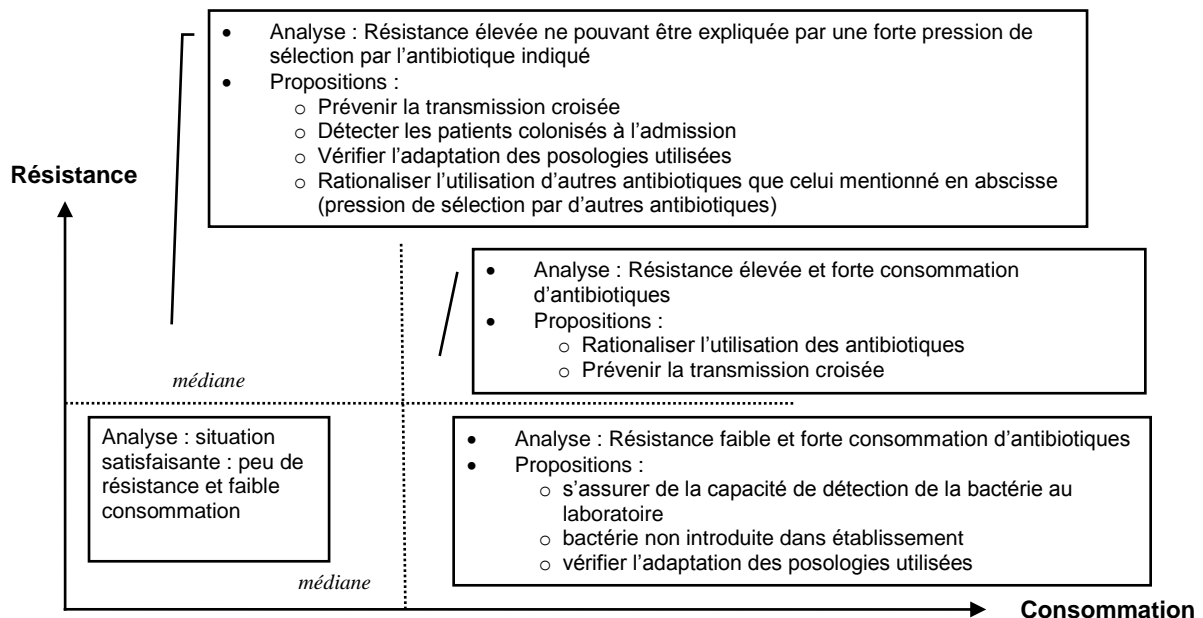 • Analyse : Résistance élevée ne pouvant être expliquée par une forte pression de
sélection par l’antibiotique indiqué
• Propositions :
o Prévenir la transmission croisée
o Détecter les patients colonisés à l’admission
o Vérifier l’adaptation des posologies utilisées
o Rationaliser l’utilisation d’autres antibiotiques que celui mentionné en abscisse
(pression de sélection par d’autres antibiotiques)
Résistance
• Analyse : Résistance élevée et forte consommation
d’antibiotiques
• Propositions :
o Rationaliser l’utilisation des antibiotiques
o Prévenir la transmission croisée
médiane
Analyse : situation
satisfaisante : peu de
résistance et faible
consommation
• Analyse : Résistance faible et forte consommation d’antibiotiques
• Propositions :
o s’assurer de la capacité de détection de la bactérie au
laboratoire
o bactérie non introduite dans établissement
o vérifier l’adaptation des posologies utilisées
médiane
Consommation